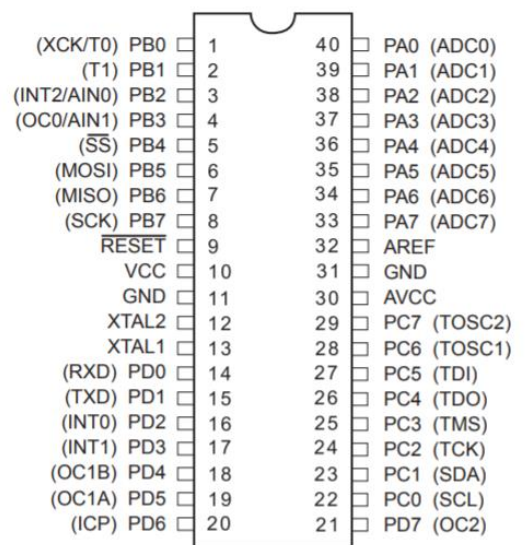 (XCK/T0) PB0 1 40 PA0 (ADC0)
(T1) PB1 2 39 PA1 (ADC1)
(INT2/AIN0) PB2 3 38 PA2 (ADC2)
(OC0/AIN1) PB3 4 37 PA3 (ADC3)
(S̅S̅) PB4 5 36 PA4 (ADC4)
(MOSI) PB5 6 35 PA5 (ADC5)
(MISO) PB6 7 34 PA6 (ADC6)
(SCK) PB7 8 33 PA7 (ADC7)
R̅E̅S̅E̅T̅ 9 32 AREF
VCC 10 31 GND
GND 11 30 AVCC
XTAL2 12 29 PC7 (TOSC2)
XTAL1 13 28 PC6 (TOSC1)
(RXD) PD0 14 27 PC5 (TDI)
(TXD) PD1 15 26 PC4 (TDO)
(INT0) PD2 16 25 PC3 (TMS)
(INT1) PD3 17 24 PC2 (TCK)
(OC1B) PD4 18 23 PC1 (SDA)
(OC1A) PD5 19 22 PC0 (SCL)
(ICP) PD6 20 21 PD7 (OC2)